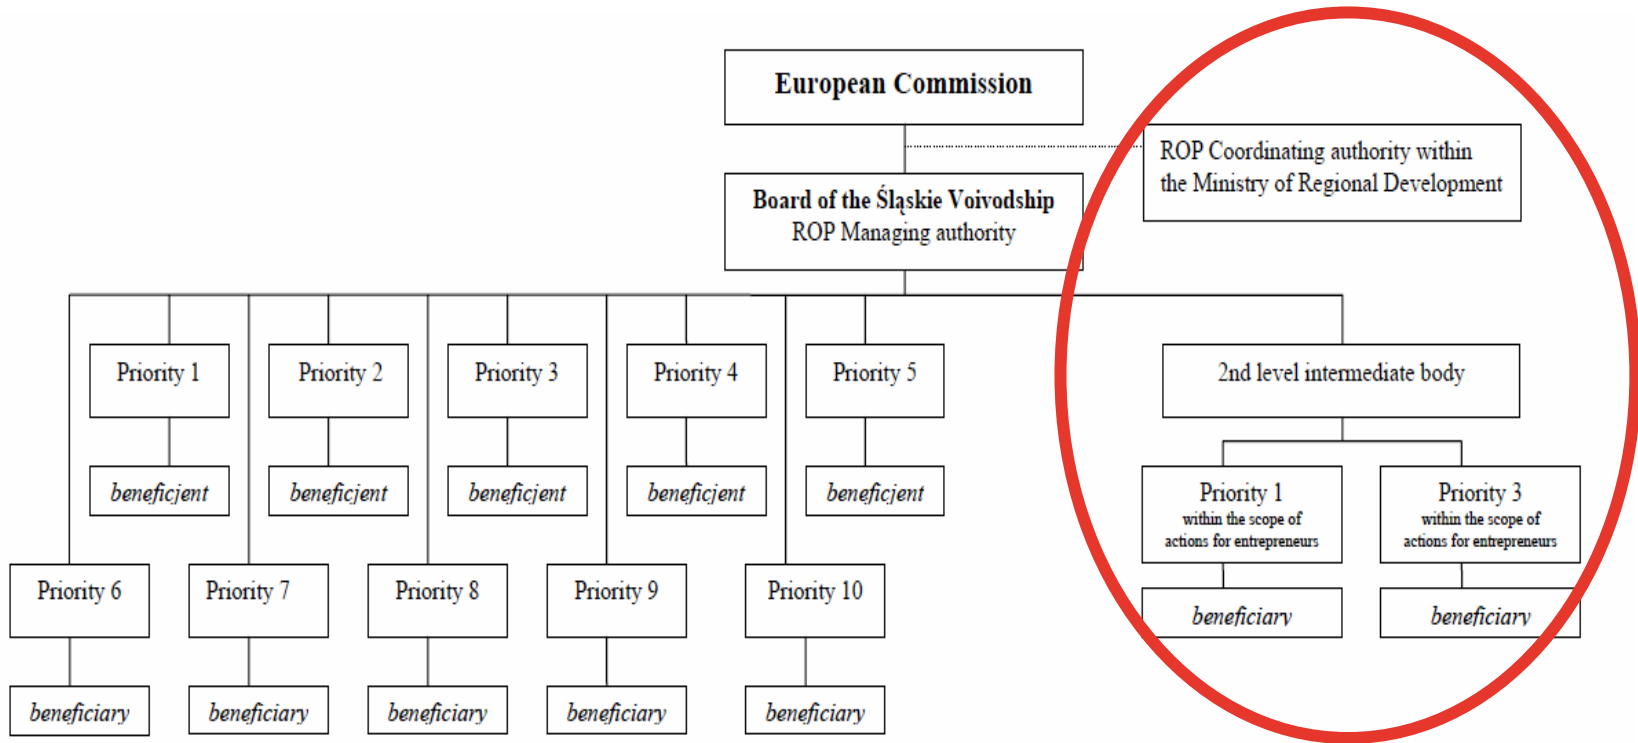 European Commission
ROP Coordinating authority within
the Ministry of Regional Development
Board of the Śląskie Voivodship
ROP Managing authority
Priority 1
Priority 2
Priority 3
Priority 4
Priority 5
2nd level intermediate body
beneficjent
beneficjent
beneficjent
beneficjent
beneficjent
Priority 1
within the scope of
actions for entrepreneurs
Priority 3
within the scope of
actions for entrepreneurs
Priority 6
Priority 7
Priority 8
Priority 9
Priority 10
beneficiary
beneficiary
beneficiary
beneficiary
beneficiary
beneficiary
beneficiary